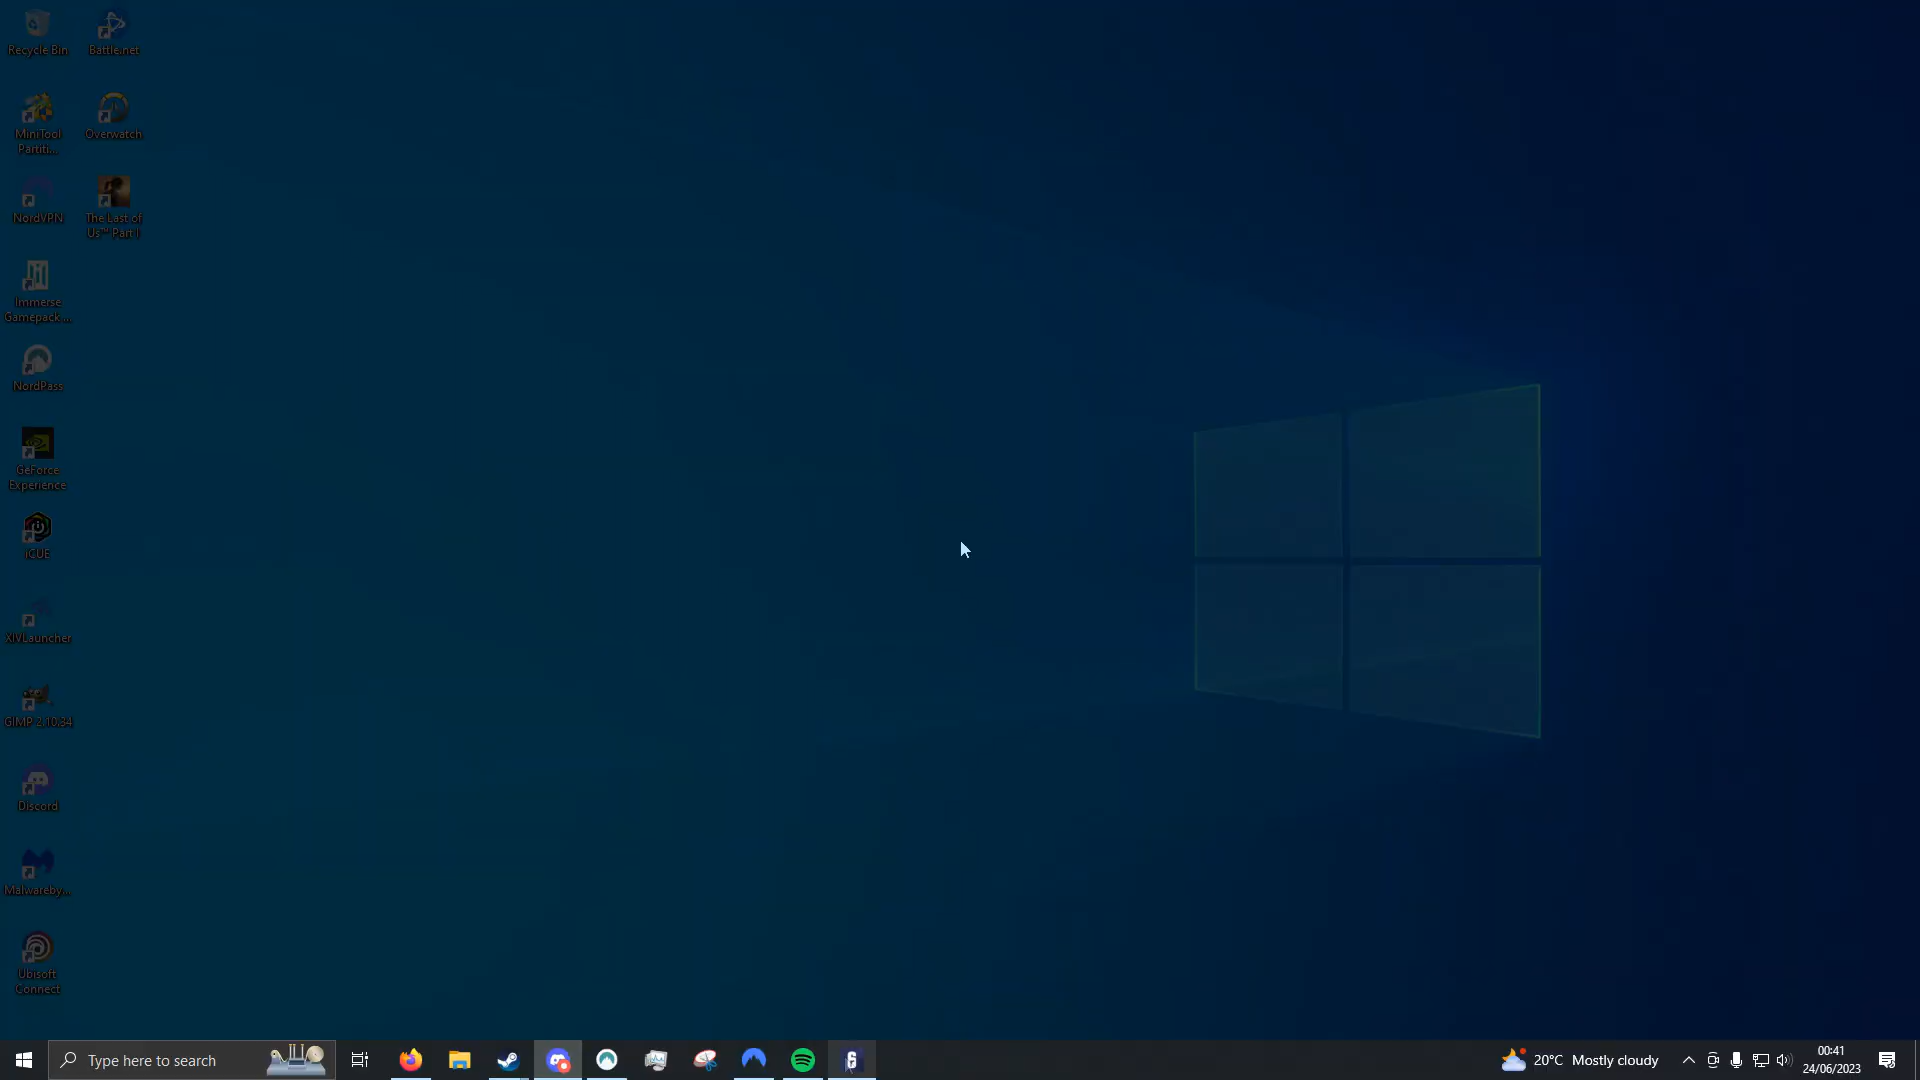 Recycle Bin
Battle.net
MiniTool
Partiti...
Overwatch
NordVPN
The Last of
Us™ Part I
Immerse
Gamepack ...
NordPass
GeForce
Experience
iCUE
XIVLauncher
GIMP 2.10.34
Discord
Malwareby...
Ubisoft
Connect
Type here to search
20°C Mostly cloudy
00:41
24/06/2023